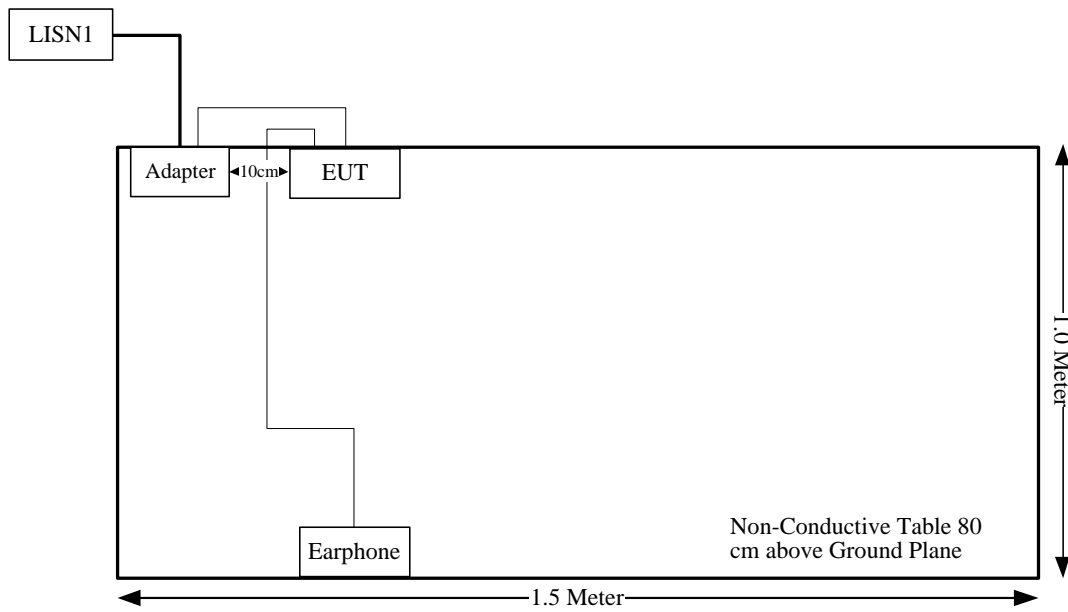 LISN1
Adapter
10cm
EUT
1.0 Meter
Earphone
Non-Conductive Table 80
cm above Ground Plane
1.5 Meter